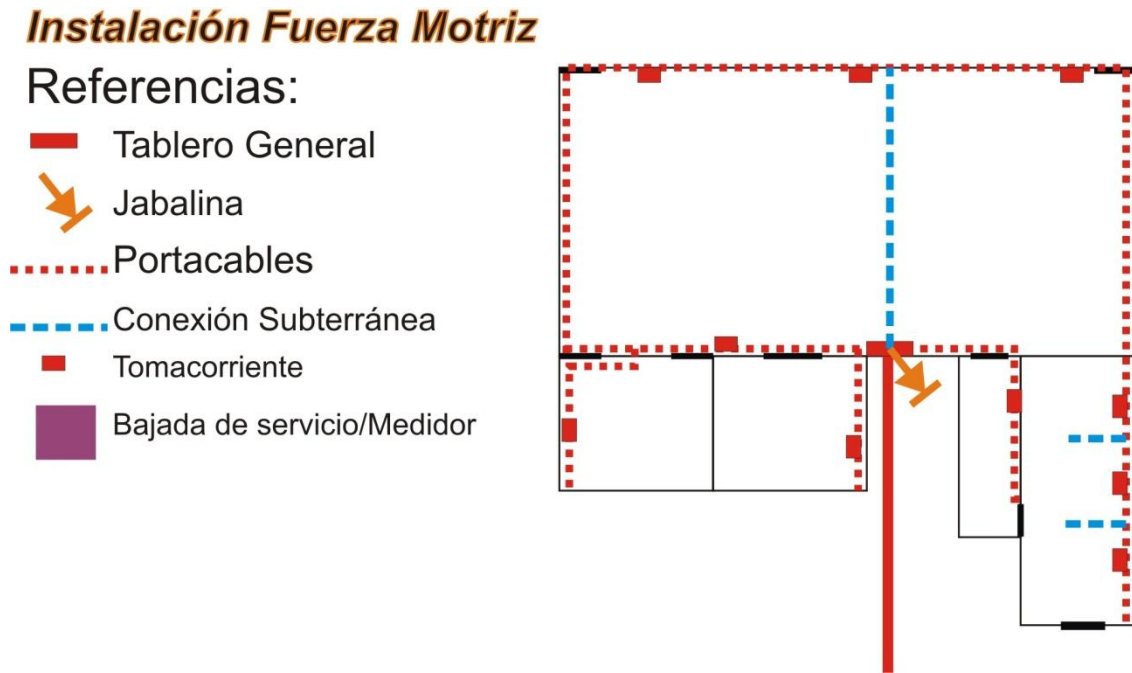 Instalación Fuerza Motriz
Referencias:
Tablero General
Jabalina
Portacables
Conexión Subterránea
Tomacorriente
Bajada de servicio/Medidor